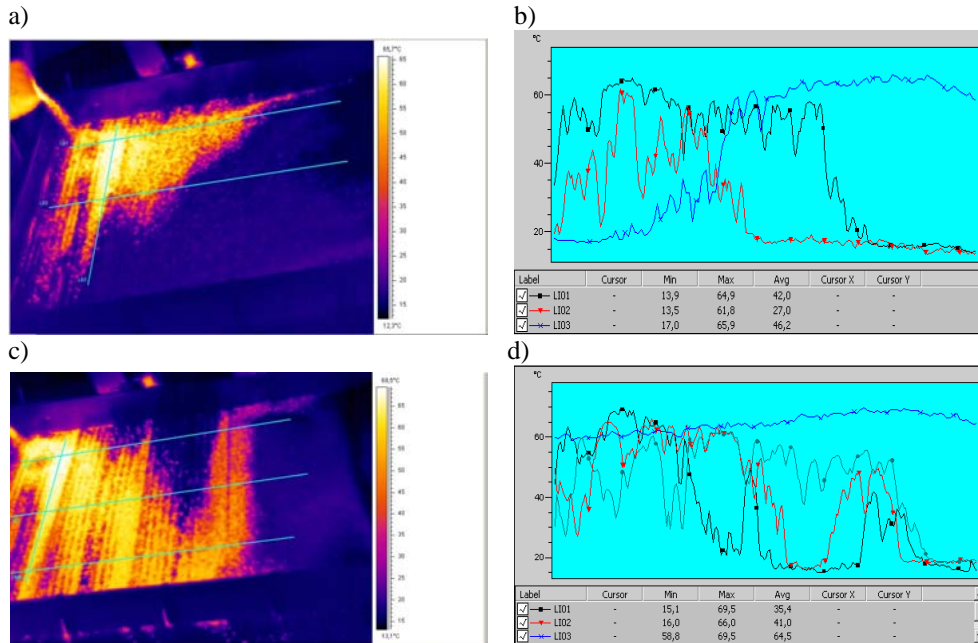 a)
b)
65,7°C
65
60
55
50
45
40
35
30
25
20
15
12,3°C
°C
60
40
20
Label Cursor Min Max Avg Cursor X Cursor Y
LI01 - 13,9 64,9 42,0 - -
LI02 - 13,5 61,8 27,0 - -
LI03 - 17,0 65,9 46,2 - -
c)
d)
65
60
55
50
45
40
35
30
25
20
15
13,1°C
°C
60
40
20
Label Cursor Min Max Avg Cursor X Cursor Y
LI01 - 15,1 69,5 35,4 - -
LI02 - 16,0 66,0 41,0 - -
LI03 - 58,8 69,5 64,5 - -